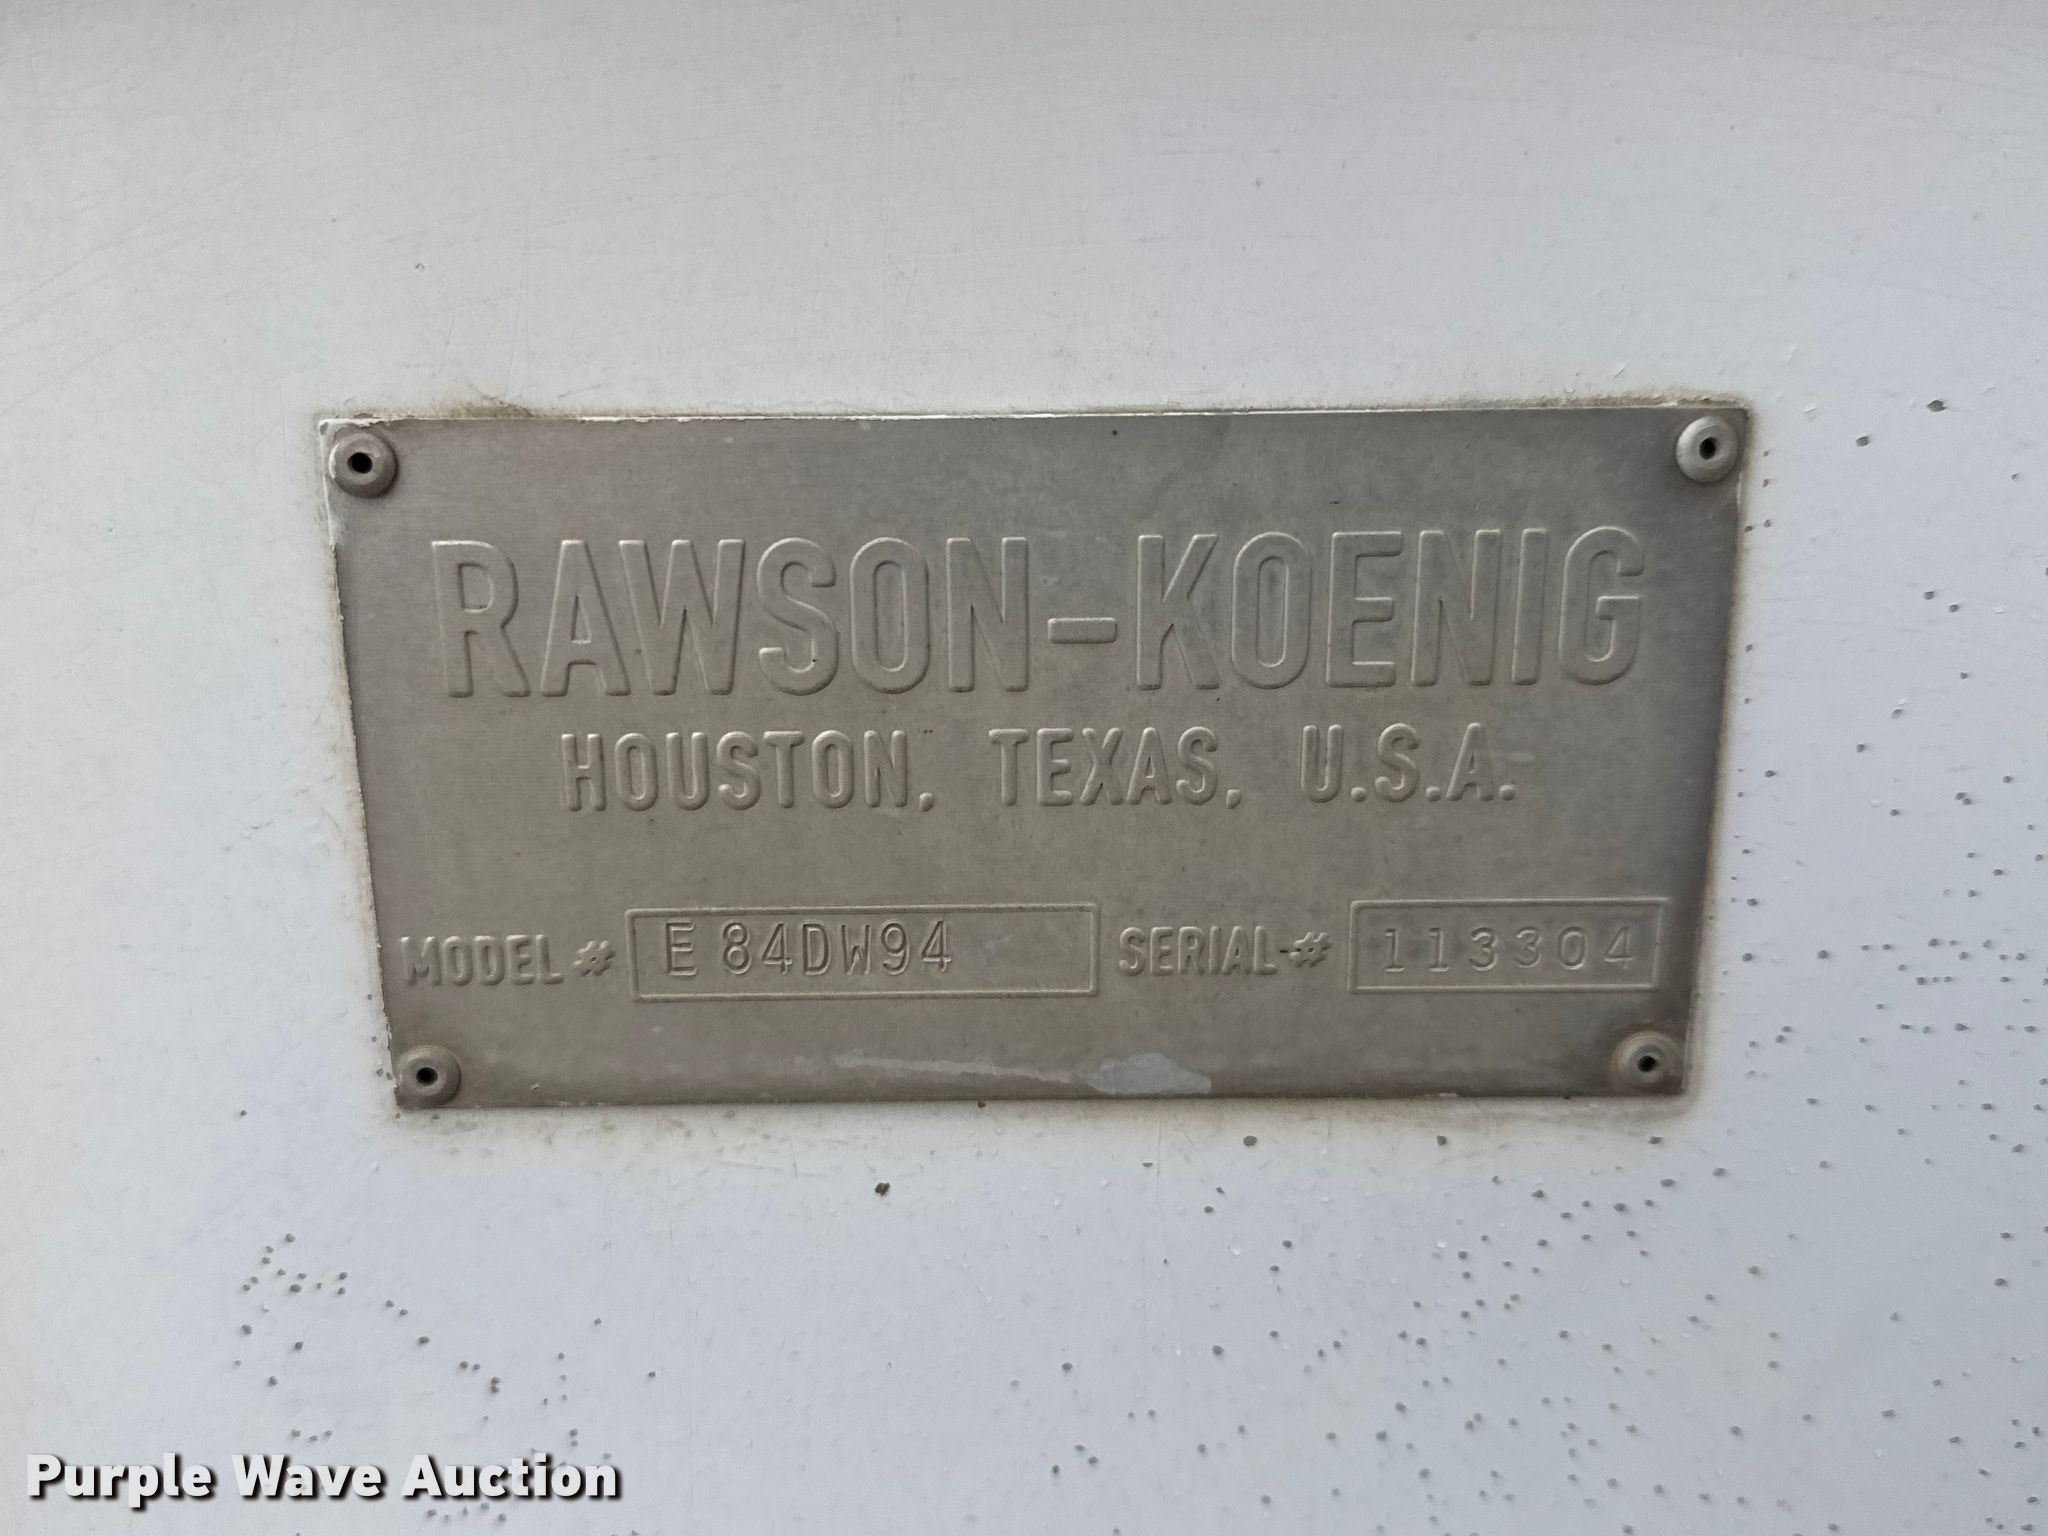 RAWSON-KOENIG
HOUSTON, TEXAS, U.S.A.
MODEL # E 84DW94 SERIAL # 113304
Purple Wave Auction